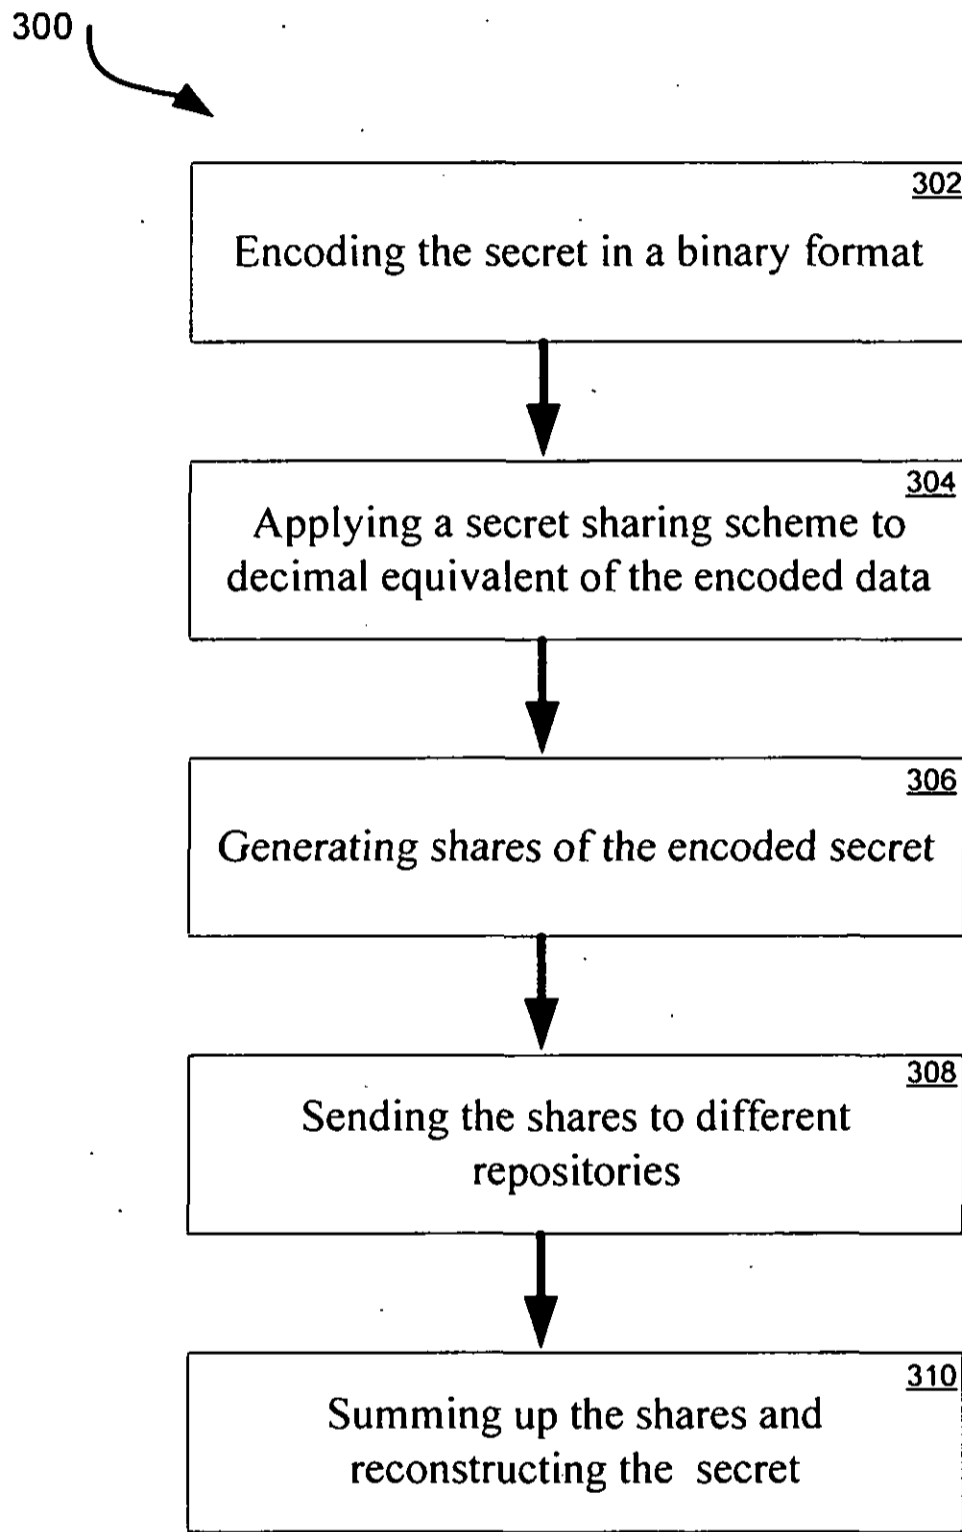 300
302
Encoding the secret in a binary format
304
Applying a secret sharing scheme to
decimal equivalent of the encoded data
306
Generating shares of the encoded secret
308
Sending the shares to different
repositories
310
Summing up the shares and
reconstructing the secret